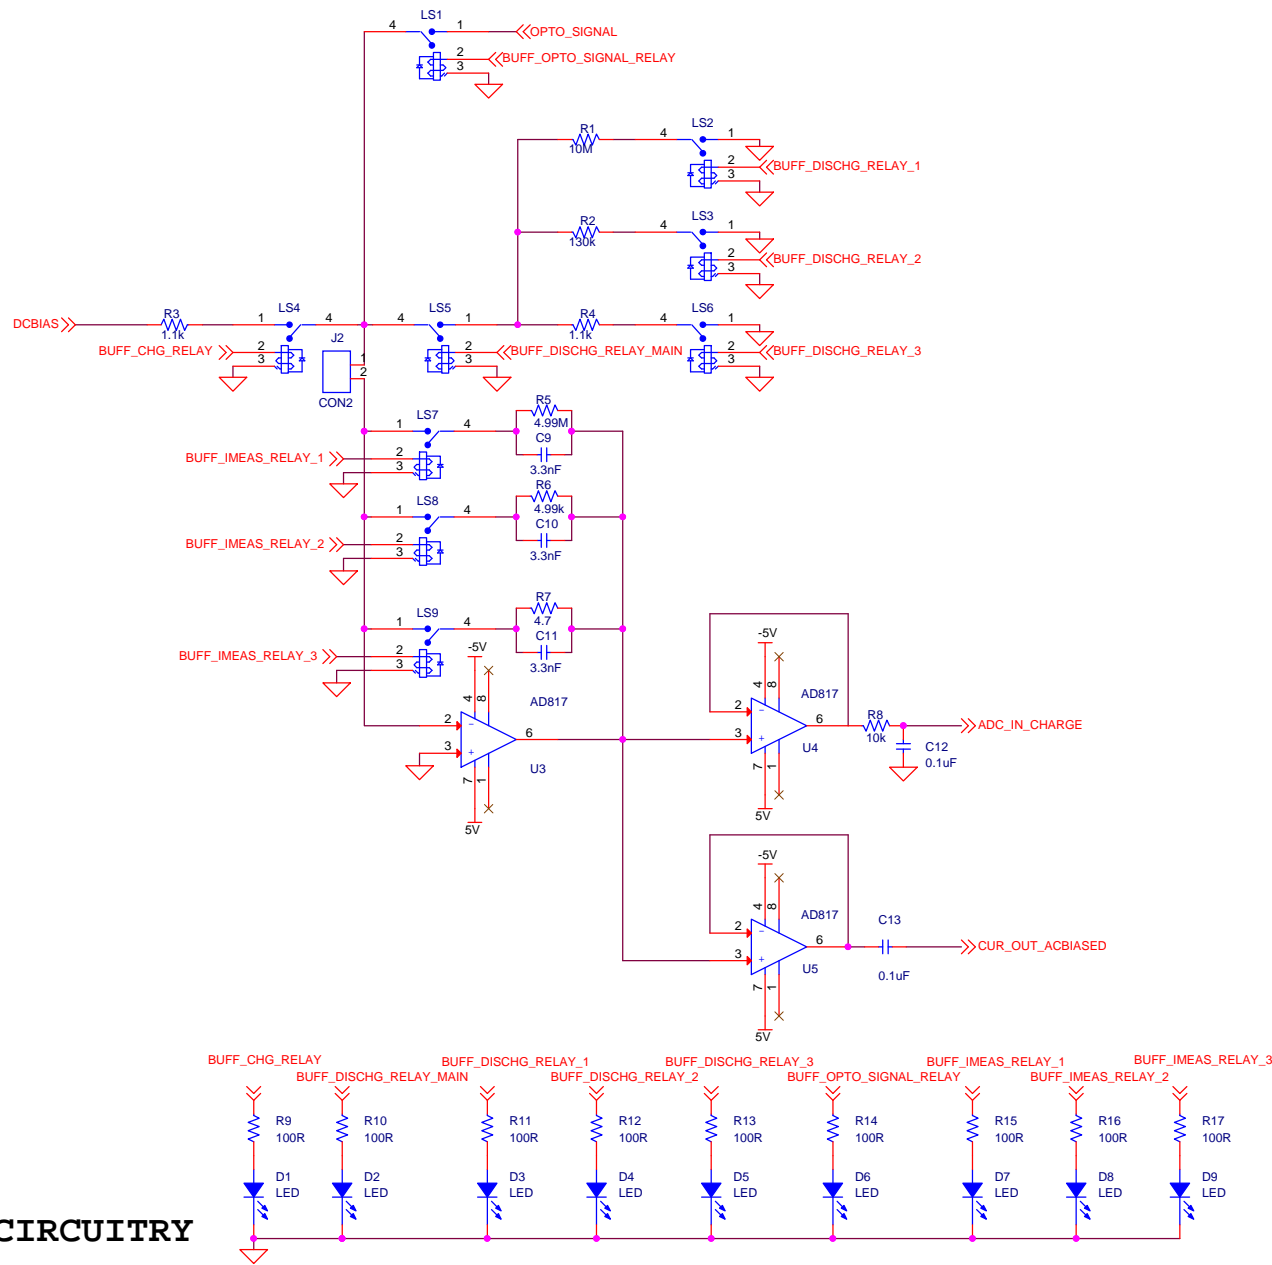 LS1
4 1 OPTO_SIGNAL
2 BUFF_OPTO_SIGNAL_RELAY
3
R1 LS2
10M 4 1
2 BUFF_DISCHG_RELAY_1
3
R2 LS3
130k 4 1
2 BUFF_DISCHG_RELAY_2
3
DCBIAS R3 LS4 LS5 R4 LS6
1.1k 1 4 4 1 1.1k 4 1
BUFF_CHG_RELAY 2 J2 2 BUFF_DISCHG_RELAY_MAIN 2 BUFF_DISCHG_RELAY_3
3 1 3 3
2
CON2
LS7 R5
1 4 4.99M
C9
BUFF_IMEAS_RELAY_1 2
3 3.3nF
LS8 R6
1 4 4.99k
C10
BUFF_IMEAS_RELAY_2 2
3 3.3nF
LS9 R7
1 4 4.7
C11
BUFF_IMEAS_RELAY_3 2
3 3.3nF
-5V -5V
4 8 AD817 4 8 AD817
2 − 2 −
3 + 6 3 + 6 R8 ADC_IN_CHARGE
U3 U4 10k C12
7 1 7 1 0.1uF
5V 5V
-5V
4 8 AD817
2 − C13
3 + 6 CUR_OUT_ACBIASED
U5 0.1uF
7 1
5V
BUFF_CHG_RELAY BUFF_DISCHG_RELAY_1 BUFF_DISCHG_RELAY_3 BUFF_IMEAS_RELAY_1 BUFF_IMEAS_RELAY_3
BUFF_DISCHG_RELAY_MAIN BUFF_DISCHG_RELAY_2 BUFF_OPTO_SIGNAL_RELAY BUFF_IMEAS_RELAY_2
R9 R10 R11 R12 R13 R14 R15 R16 R17
100R 100R 100R 100R 100R 100R 100R 100R 100R
D1 D2 D3 D4 D5 D6 D7 D8 D9
LED LED LED LED LED LED LED LED LED
CIRCUITRY